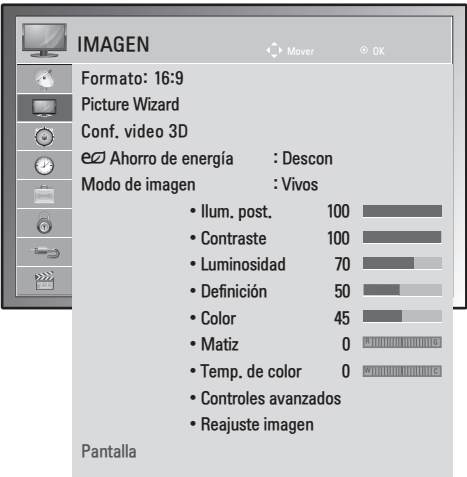 IMAGEN
Mover
OK
Formato: 16:9
Picture Wizard
Conf. video 3D
Ahorro de energía : Descon
Modo de imagen : Vivos
• Ilum. post. 100
• Contraste 100
• Luminosidad 70
• Definición 50
• Color 45
• Matiz 0 R G
• Temp. de color 0 W C
• Controles avanzados
• Reajuste imagen
Pantalla